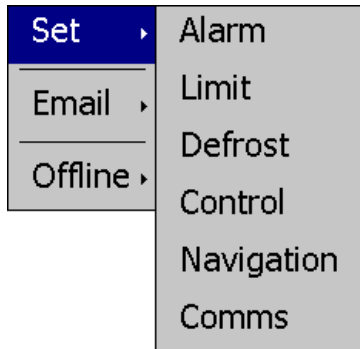 Set
Email
Offline
Alarm
Limit
Defrost
Control
Navigation
Comms